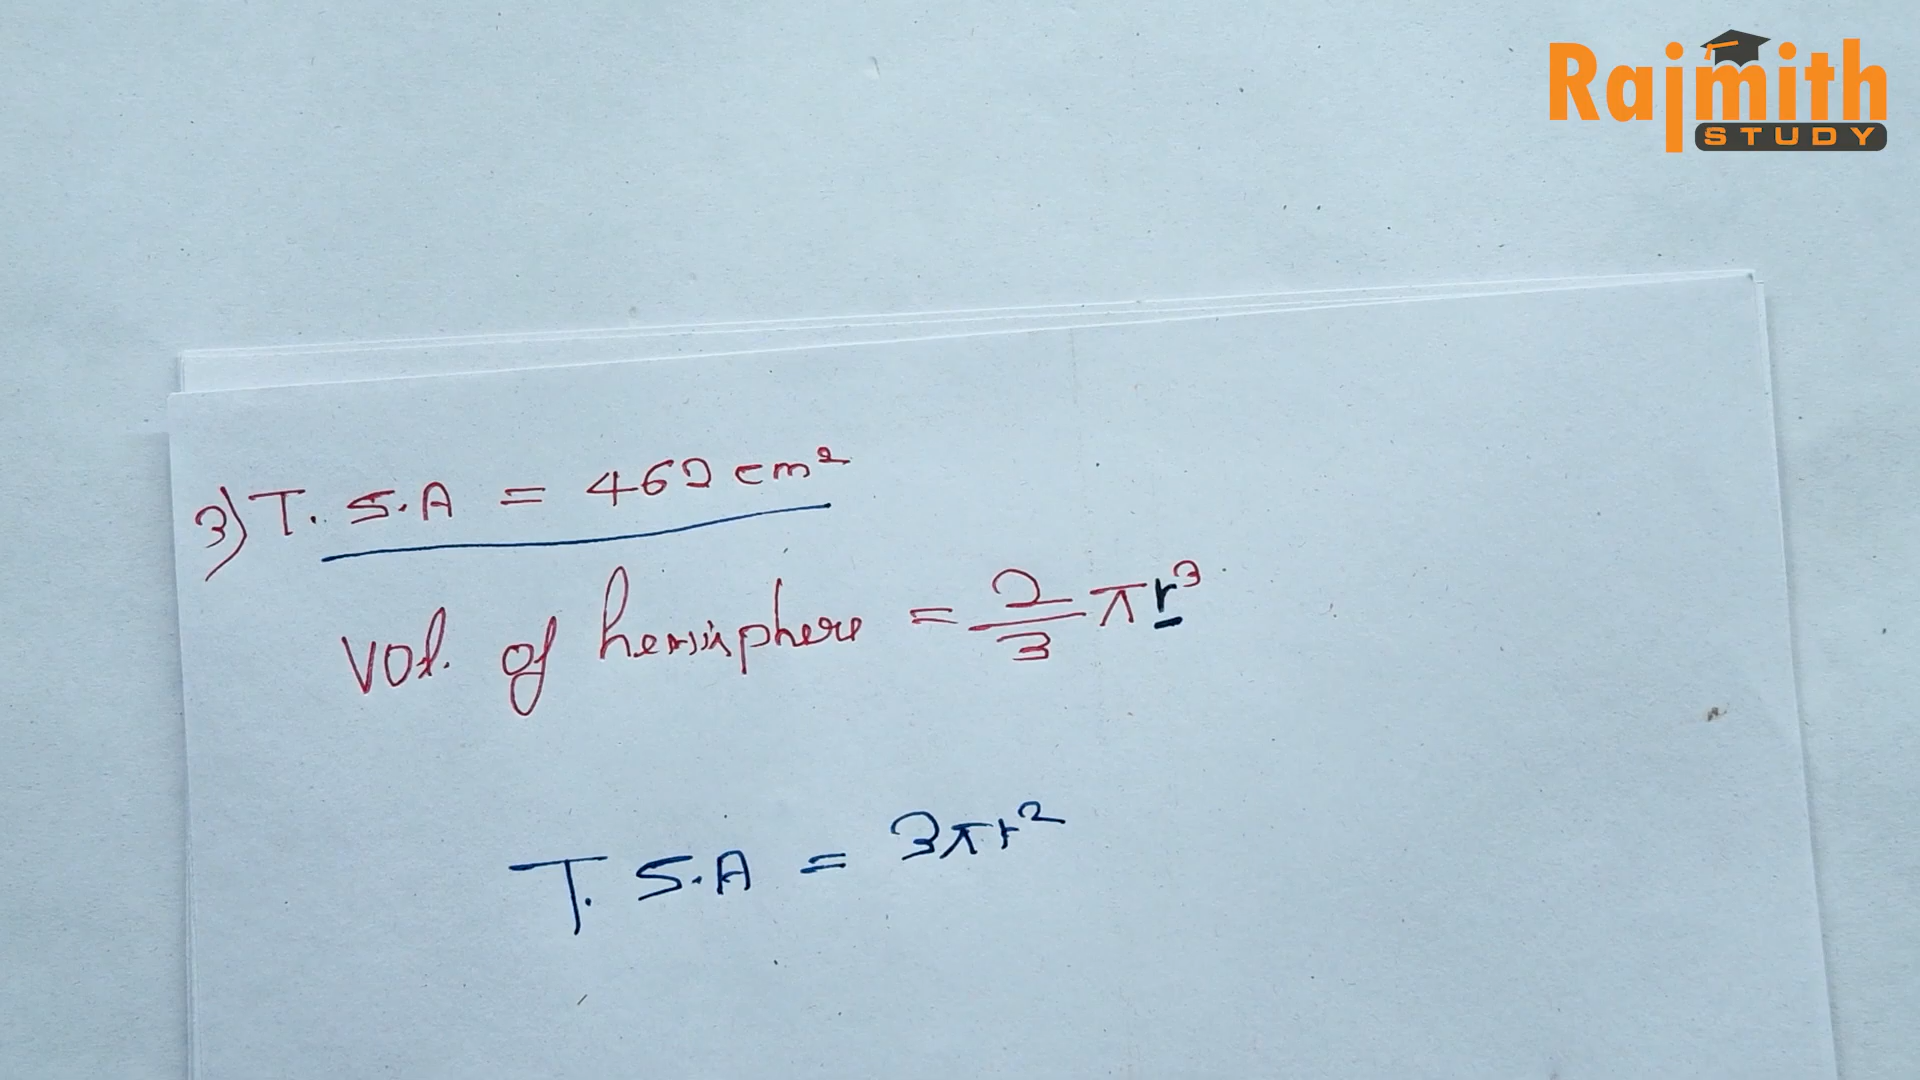 Rajmith
STUDY
3) T. S.A = 462 cm²
Vol. of hemisphere = 2/3 πr³
T. S.A = 3πr²